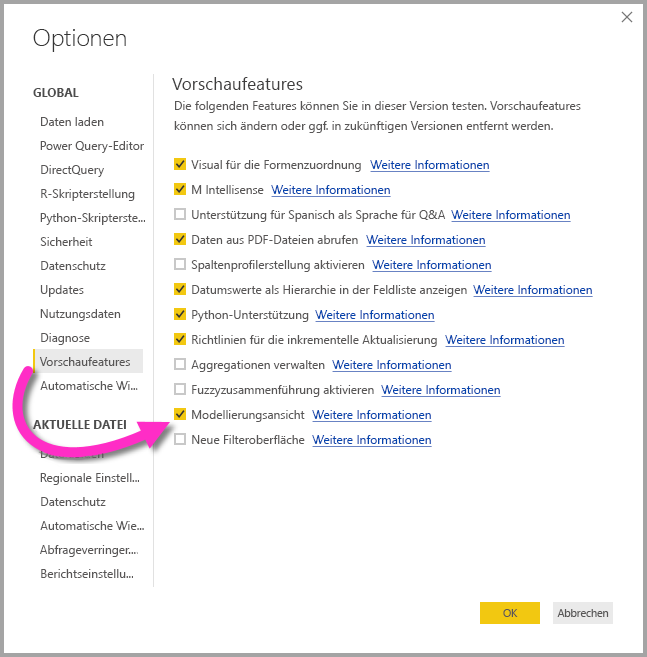 Optionen
GLOBAL
Daten laden
Power Query-Editor
DirectQuery
R-Skripterstellung
Python-Skripterste...
Sicherheit
Datenschutz
Updates
Nutzungsdaten
Diagnose
Vorschaufeatures
Automatische Wi...
AKTUELLE DATEI
Regionale Einstell...
Datenschutz
Automatische Wie...
Abfrageverringer...
Berichtseinstellu...
Vorschaufeatures
Die folgenden Features können Sie in dieser Version testen. Vorschaufeatures
können sich ändern oder ggf. in zukünftigen Versionen entfernt werden.
Visual für die Formenzuordnung Weitere Informationen
M Intellisense Weitere Informationen
Unterstützung für Spanisch als Sprache für Q&A Weitere Informationen
Daten aus PDF-Dateien abrufen Weitere Informationen
Spaltenprofilerstellung aktivieren Weitere Informationen
Datumswerte als Hierarchie in der Feldliste anzeigen Weitere Informationen
Python-Unterstützung Weitere Informationen
Richtlinien für die inkrementelle Aktualisierung Weitere Informationen
Aggregationen verwalten Weitere Informationen
Fuzzyzusammenführung aktivieren Weitere Informationen
Modellierungsansicht Weitere Informationen
Neue Filteroberfläche Weitere Informationen
OK Abbrechen